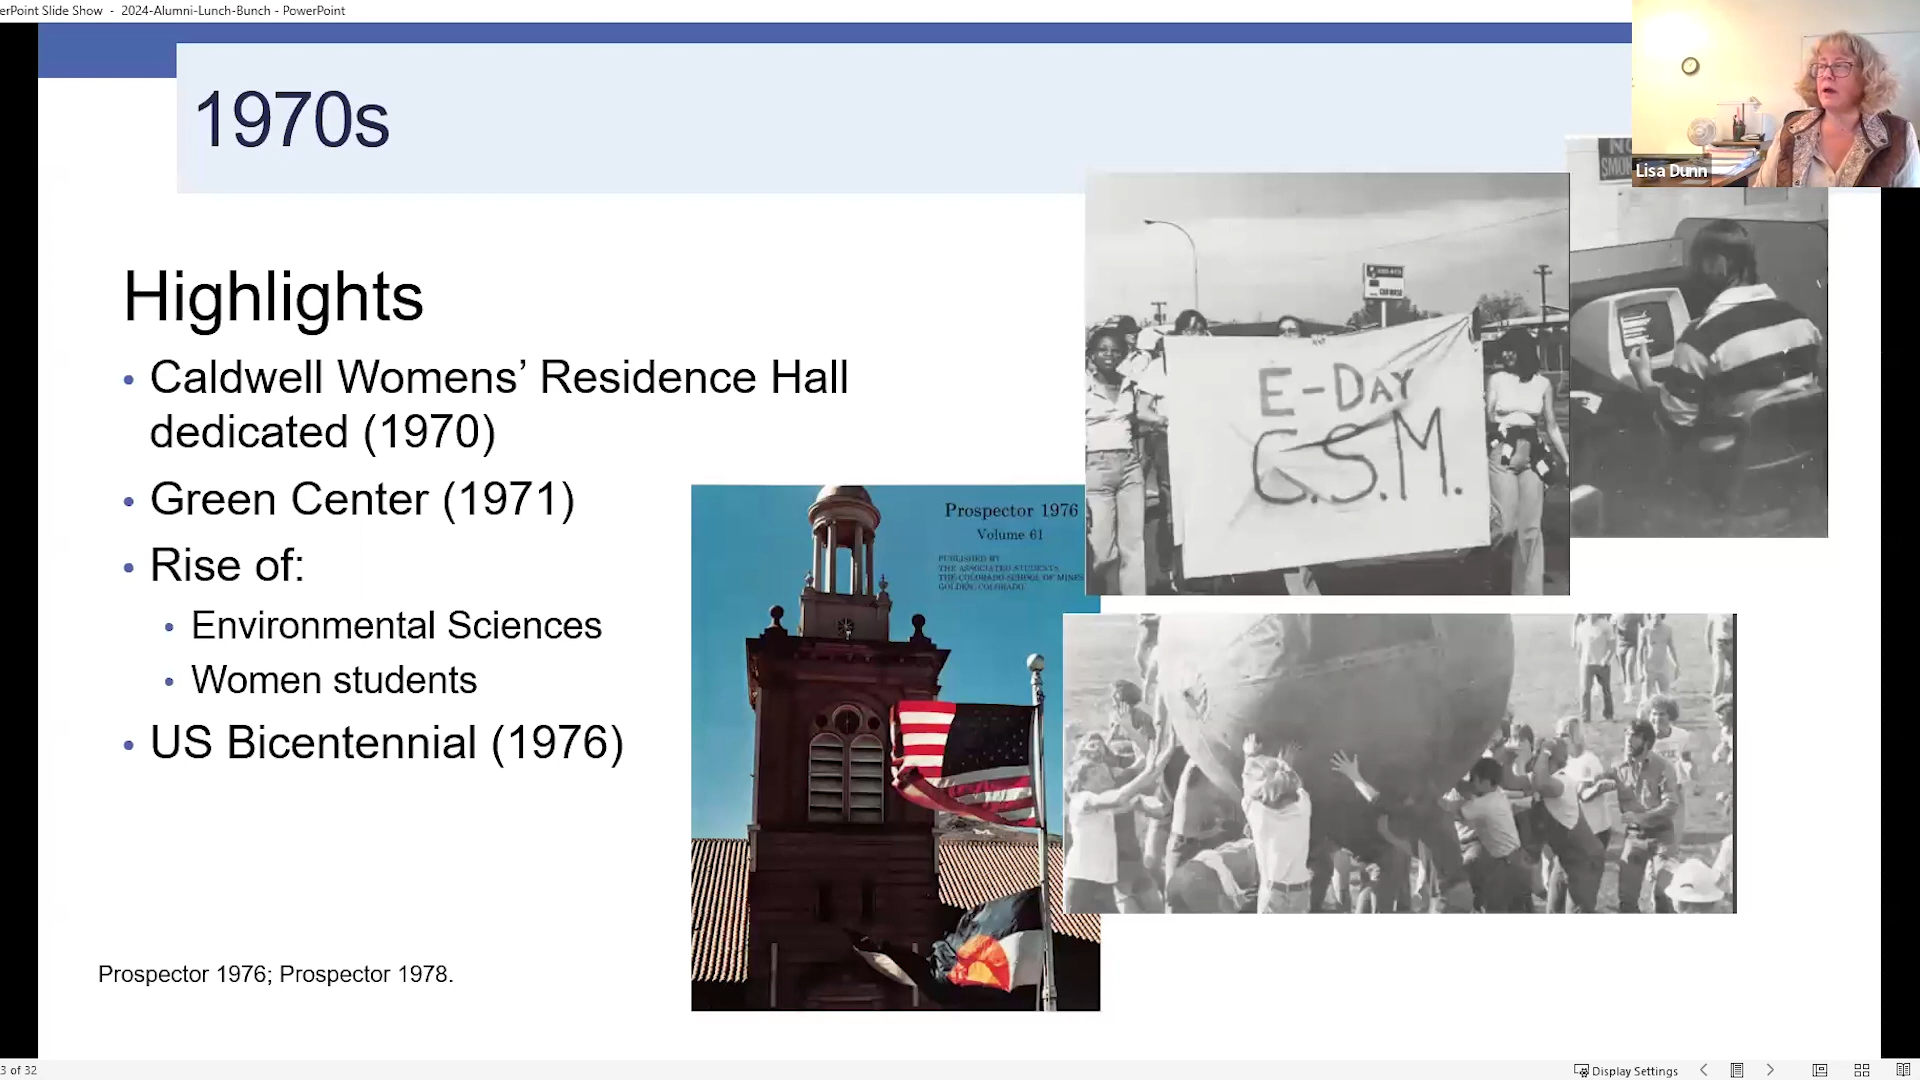 erPoint Slide Show - 2024-Alumni-Lunch-Bunch - PowerPoint
1970s
Lisa Dunn
Highlights
• Caldwell Womens’ Residence Hall
dedicated (1970)
• Green Center (1971)
• Rise of:
• Environmental Sciences
• Women students
• US Bicentennial (1976)
Prospector 1976; Prospector 1978.
Prospector 1976
Volume 61
PUBLISHED BY
THE ASSOCIATED STUDENTS
THE COLORADO SCHOOL OF MINES
GOLDEN, COLORADO
E-DAY
C.S.M.
CAR WASH
3 of 32
Display Settings